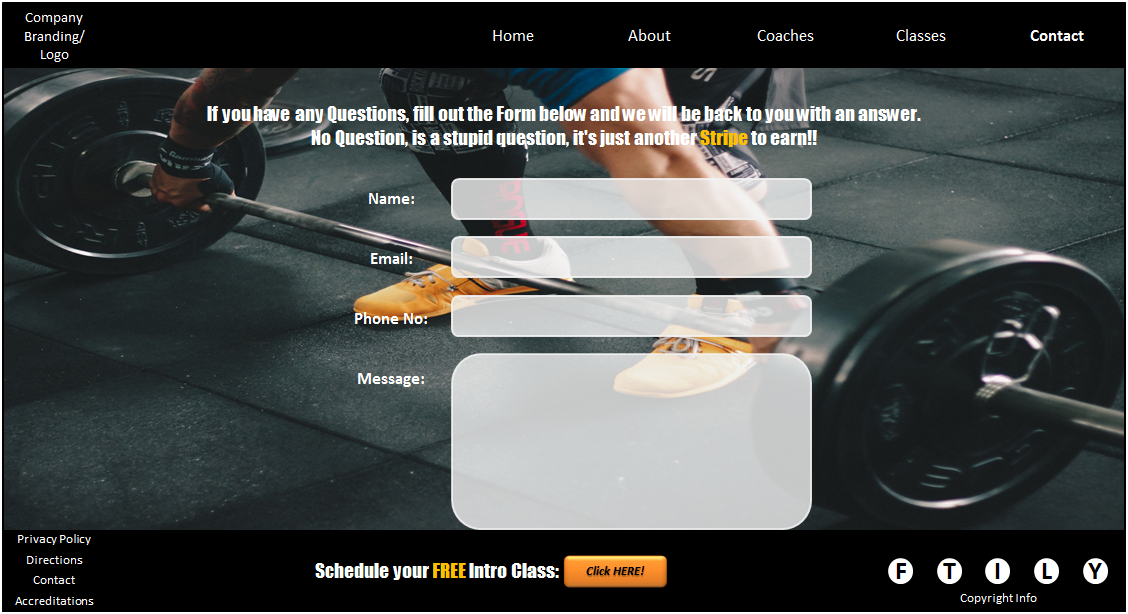 Company
Branding/
Logo
Home
About
Coaches
Classes
Contact
If you have any Questions, fill out the Form below and we will be back to you with an answer.
No Question, is a stupid question, it's just another Stripe to earn!!
Name:
Email:
Phone No:
Message:
Privacy Policy
Directions
Contact
Accreditations
Schedule your FREE Intro Class: Click HERE!
F T I L Y
Copyright Info